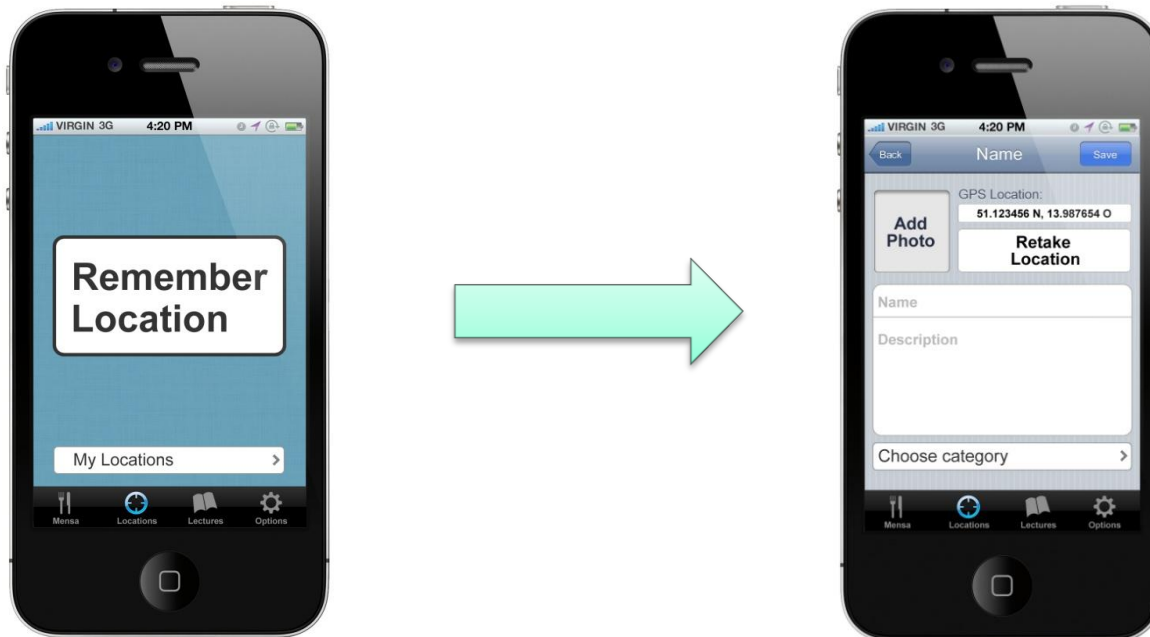 VIRGIN 3G 4:20 PM
Remember
Location
My Locations
Mensa Locations Lectures Options
VIRGIN 3G 4:20 PM
Back Name Save
GPS Location:
51.123456 N, 13.987654 O
Add
Photo
Retake
Location
Name
Description
Choose category
Mensa Locations Lectures Options